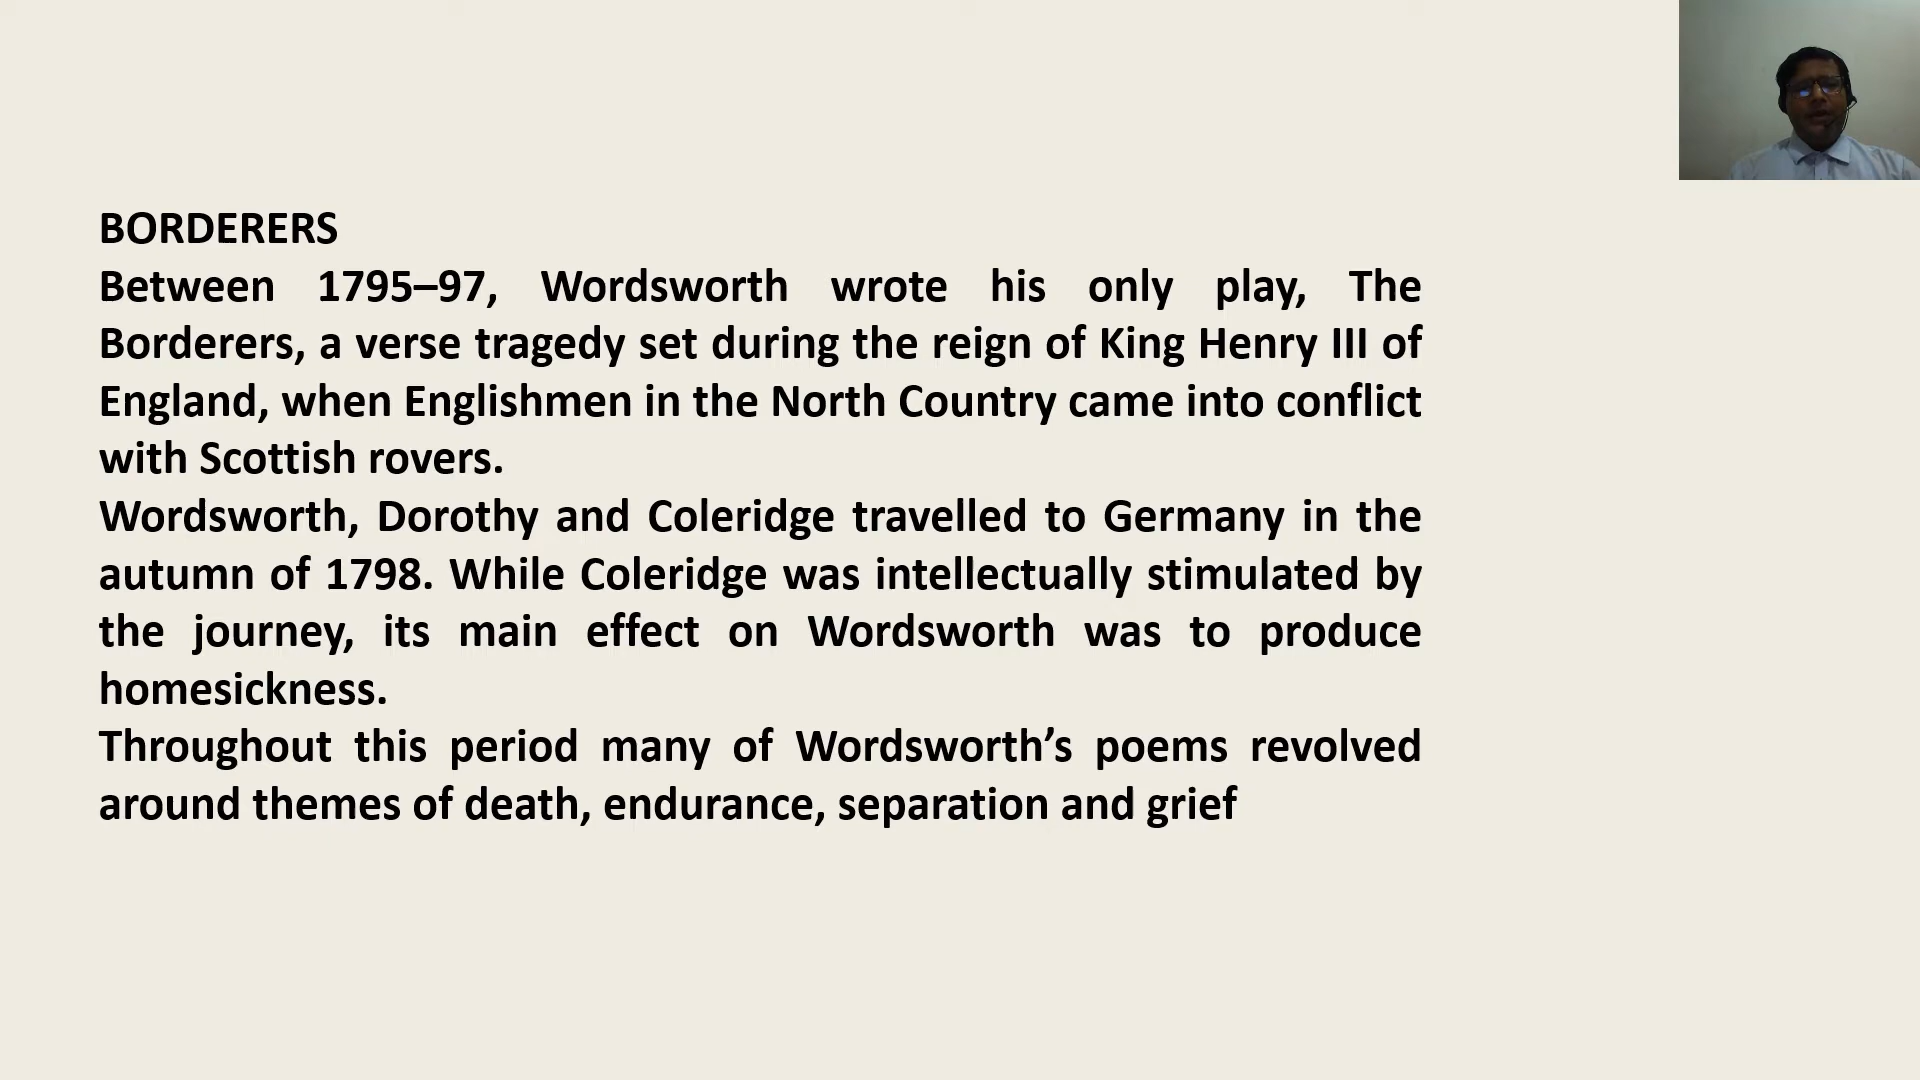 BORDERERS
Between 1795–97, Wordsworth wrote his only play, The
Borderers, a verse tragedy set during the reign of King Henry III of
England, when Englishmen in the North Country came into conflict
with Scottish rovers.
Wordsworth, Dorothy and Coleridge travelled to Germany in the
autumn of 1798. While Coleridge was intellectually stimulated by
the journey, its main effect on Wordsworth was to produce
homesickness.
Throughout this period many of Wordsworth’s poems revolved
around themes of death, endurance, separation and grief